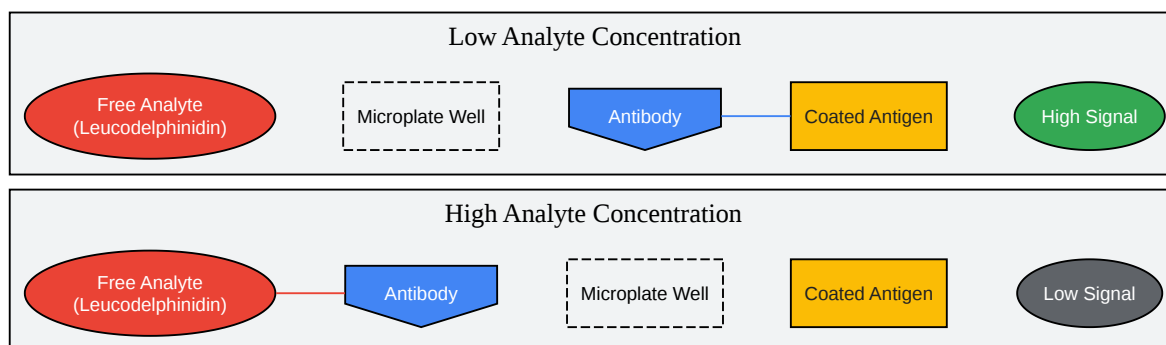 Low Analyte Concentration
Free Analyte
(Leucodelphinidin)
Microplate Well
Antibody
Coated Antigen
High Signal
High Analyte Concentration
Free Analyte
(Leucodelphinidin)
Antibody
Microplate Well
Coated Antigen
Low Signal